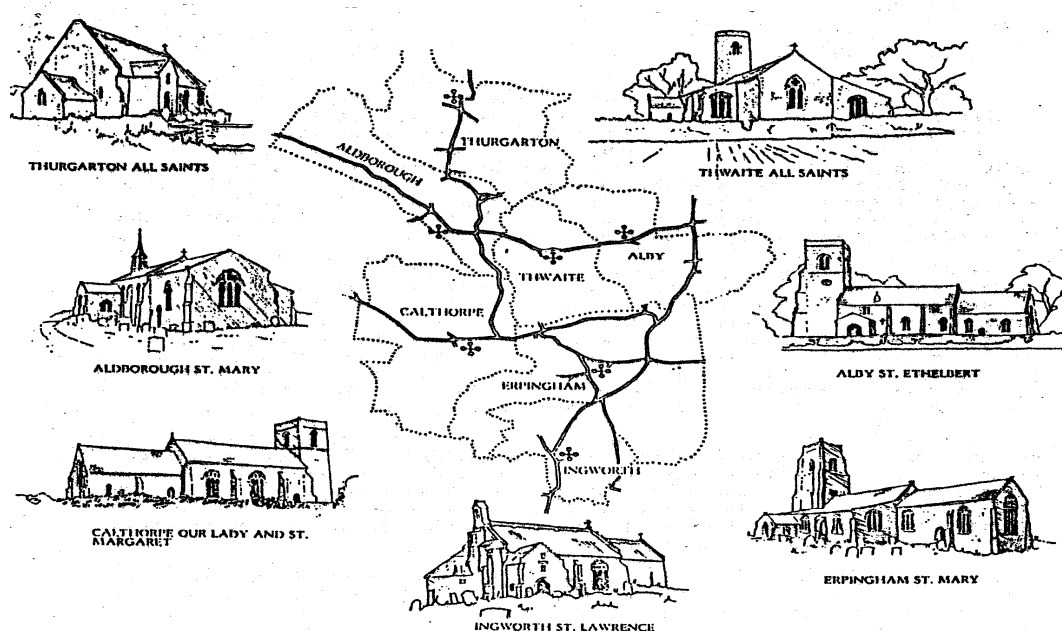 THURGARTON ALL SAINTS
THWAITE ALL SAINTS
THURGARTON
ALDBOROUGH
ALBY
THWAITE
CALTHORPE
ERPINGHAM
INGWORTH
ALDBOROUGH ST. MARY
ALBY ST. ETHELBERT
CALTHORPE OUR LADY AND ST.
MARGARET
ERPINGHAM ST. MARY
INGWORTH ST. LAWRENCE